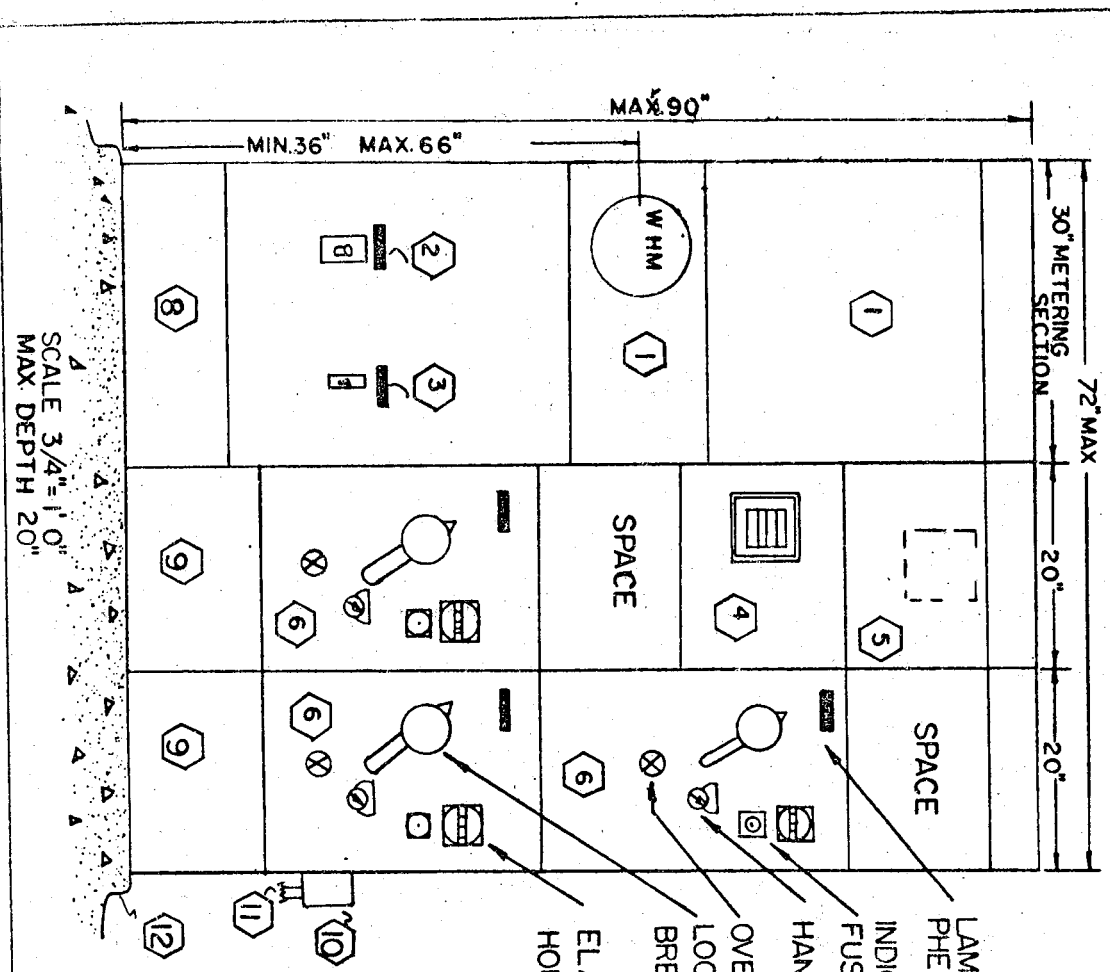 MAX. 90"
MIN. 36" MAX. 66"
72" MAX
30" METERING
SECTION
20"
20"
1
WHM
1
2
3
8
8
5
4
SPACE
6
9
SPACE
6
6
9
10
11
12
LAM
PHE
INDIC
FUS
HAN
OVE
LOC
BRE
EL.
HO
SCALE 3/4"=1'0"
MAX. DEPTH 20"